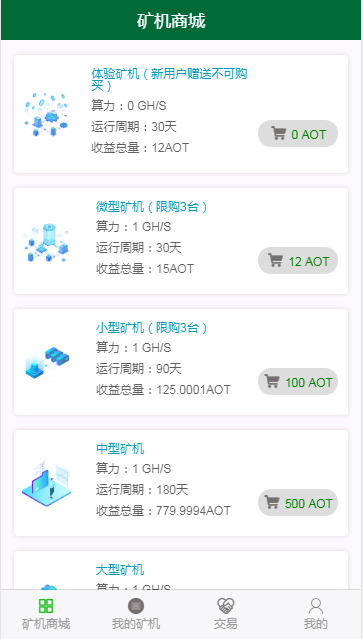 矿机商城
体验矿机（新用户赠送不可购
买）
算力：0 GH/S
运行周期：30天
收益总量：12AOT
0 AOT
微型矿机（限购3台）
算力：1 GH/S
运行周期：30天
收益总量：15AOT
12 AOT
小型矿机（限购3台）
算力：1 GH/S
运行周期：90天
收益总量：125.0001AOT
100 AOT
中型矿机
算力：1 GH/S
运行周期：180天
收益总量：779.9994AOT
500 AOT
大型矿机
算力：1 GH/S
矿机商城
我的矿机
交易
我的